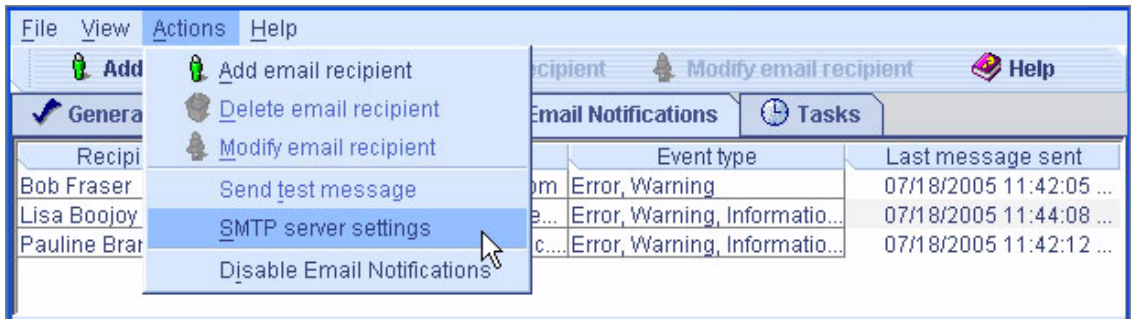 File View Actions Help
Add ecipient Modify email recipient Help
Add email recipient
Delete email recipient
Modify email recipient
Send test message
SMTP server settings
Disable Email Notifications
Genera Email Notifications Tasks
Recipi Event type Last message sent
Bob Fraser om Error, Warning 07/18/2005 11:42:05 ...
Lisa Boojoy e... Error, Warning, Informatio... 07/18/2005 11:44:08 ...
Pauline Brar c.... Error, Warning, Informatio... 07/18/2005 11:42:12 ...